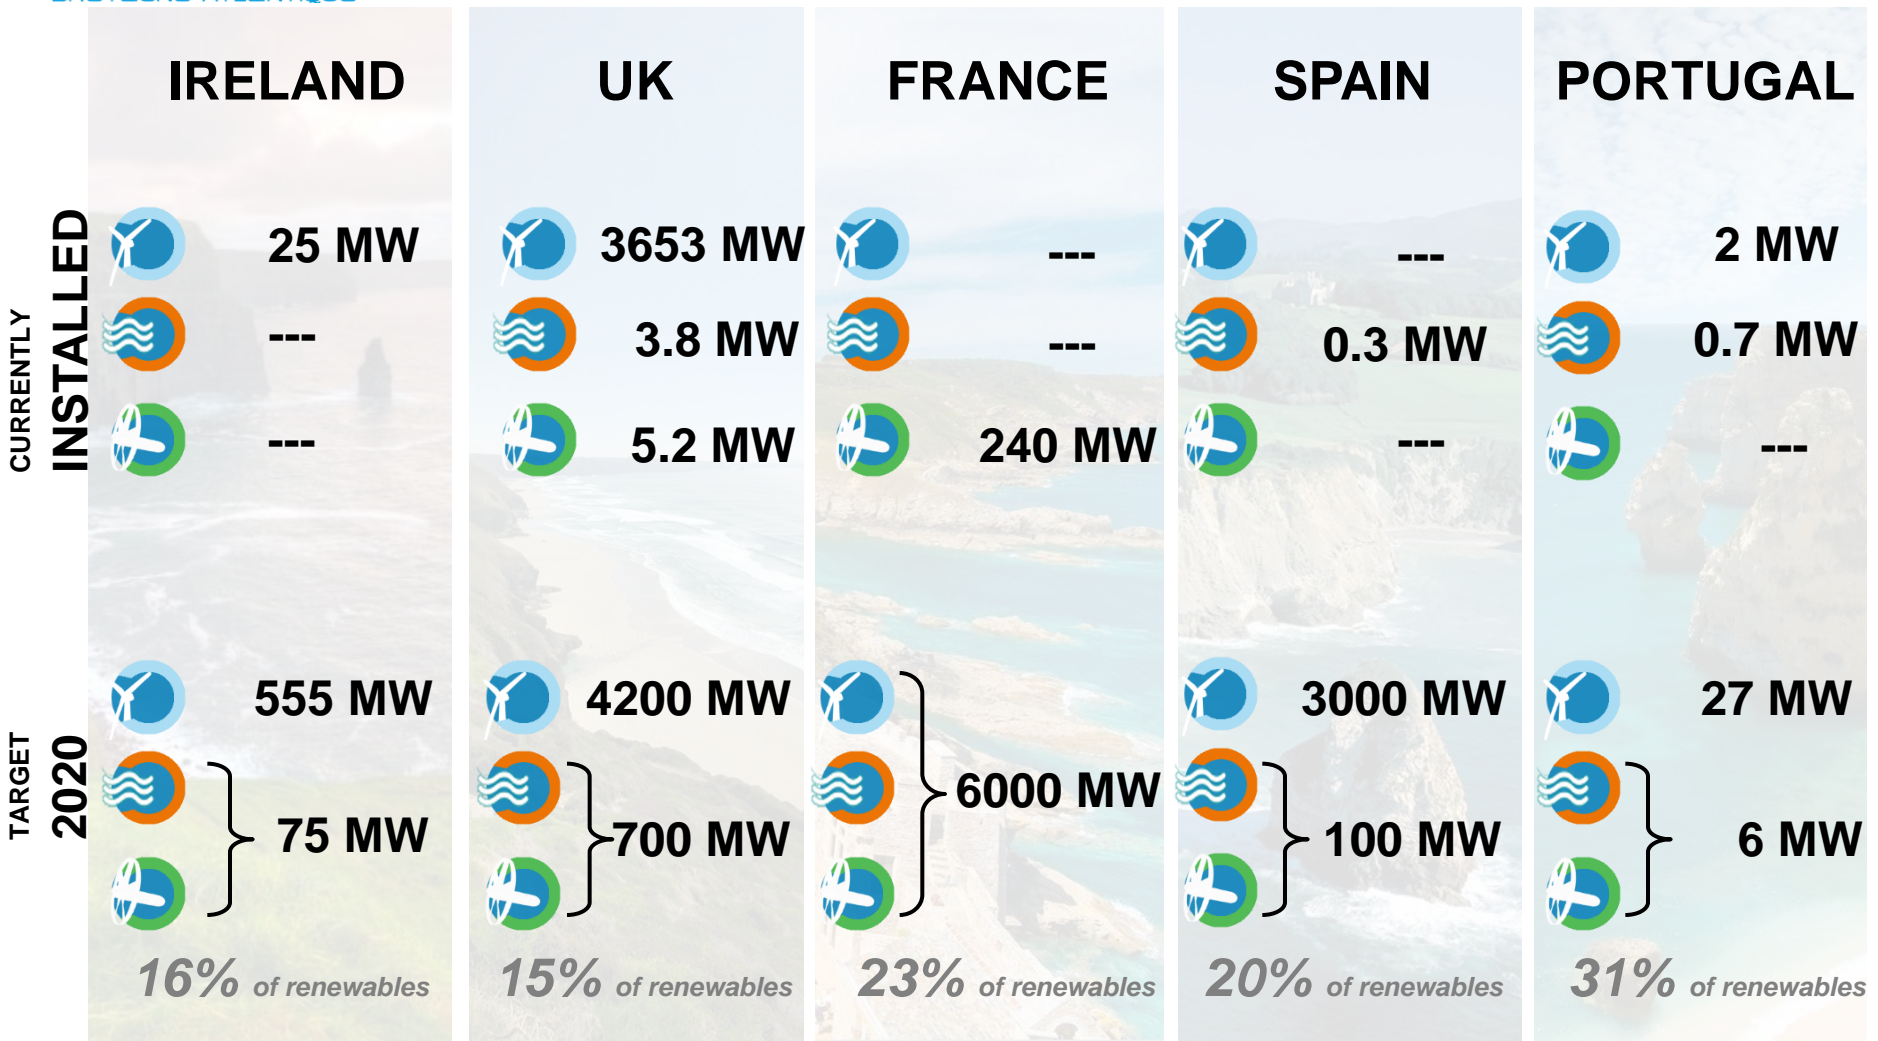 IRELAND
UK
FRANCE
SPAIN
PORTUGAL
CURRENTLY
INSTALLED
25 MW
3653 MW
---
---
2 MW
---
3.8 MW
---
0.3 MW
0.7 MW
---
5.2 MW
240 MW
---
---
TARGET
2020
555 MW
4200 MW
6000 MW
3000 MW
27 MW
75 MW
700 MW
100 MW
6 MW
16% of renewables
15% of renewables
23% of renewables
20% of renewables
31% of renewables